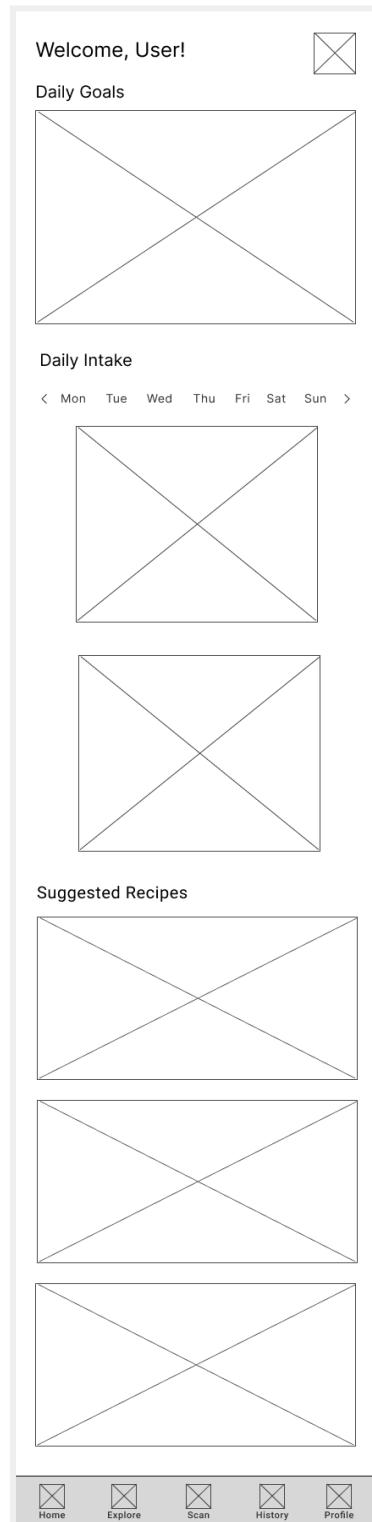 Welcome, User!
Daily Goals
Daily Intake
< Mon Tue Wed Thu Fri Sat Sun >
Suggested Recipes
Home Explore Scan History Profile